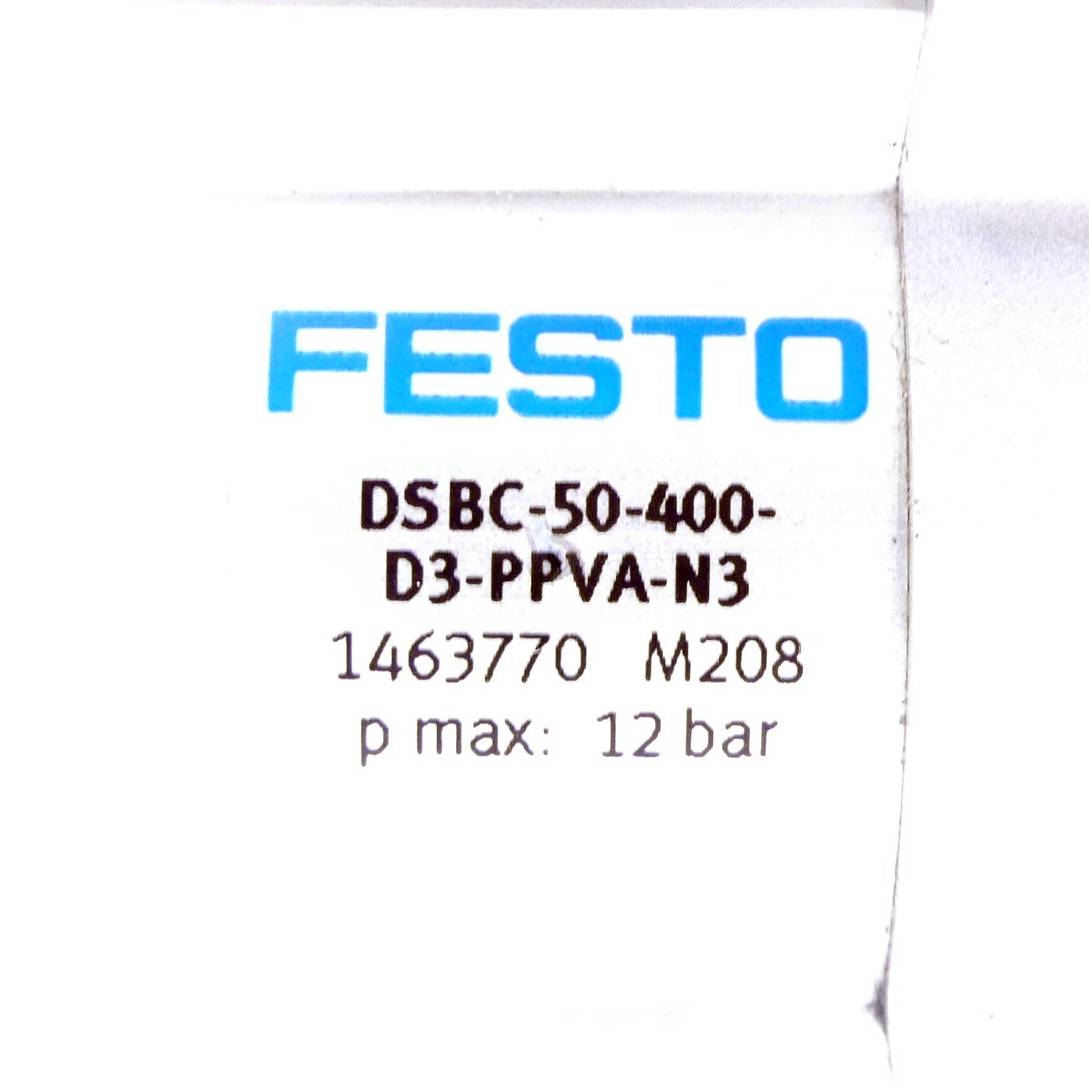 FESTO
DSBC-50-400-
D3-PPVA-N3
1463770 M208
p max: 12 bar